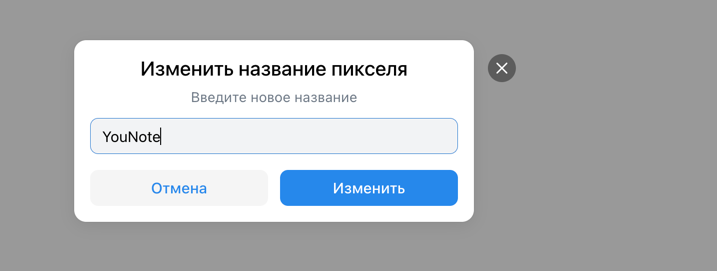 Изменить название пикселя
Введите новое название
YouNote
Отмена
Изменить